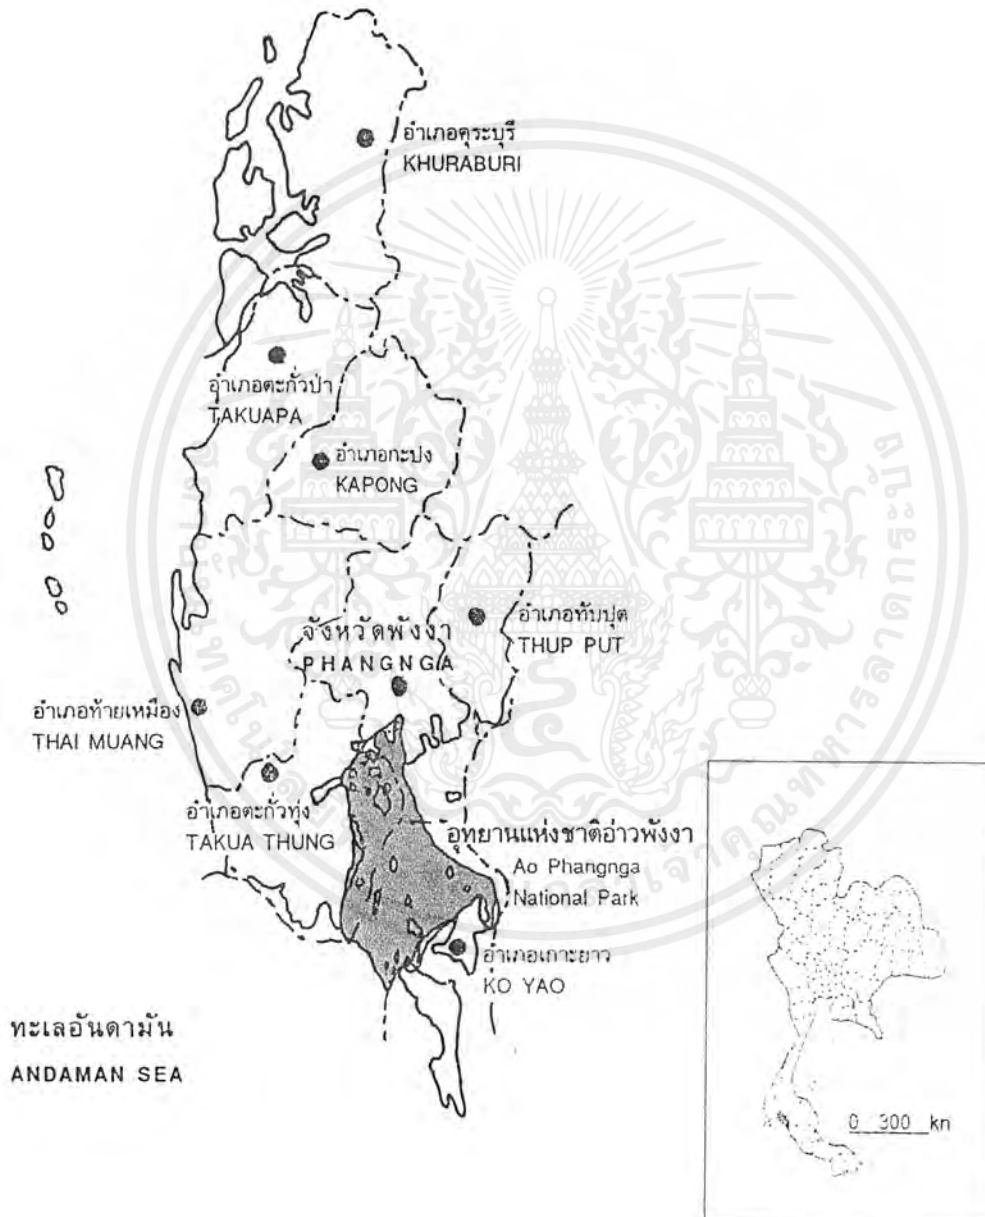 อำเภอคุระบุรี
KHURABURI
อำเภอตะกั่วป่า
TAKUAPA
อำเภอกะปง
KAPONG
อำเภอทับปุด
THUP PUT
จังหวัดพังงา
PHANGNGA
อำเภอท้ายเหมือง
THAI MUANG
อำเภอตะกั่วทุ่ง
TAKUA THUNG
อุทยานแห่งชาติอ่าวพังงา
Ao Phangnga
National Park
อำเภอเกาะยาว
KO YAO
ทะเลอันดามัน
ANDAMAN SEA
0 300 kn